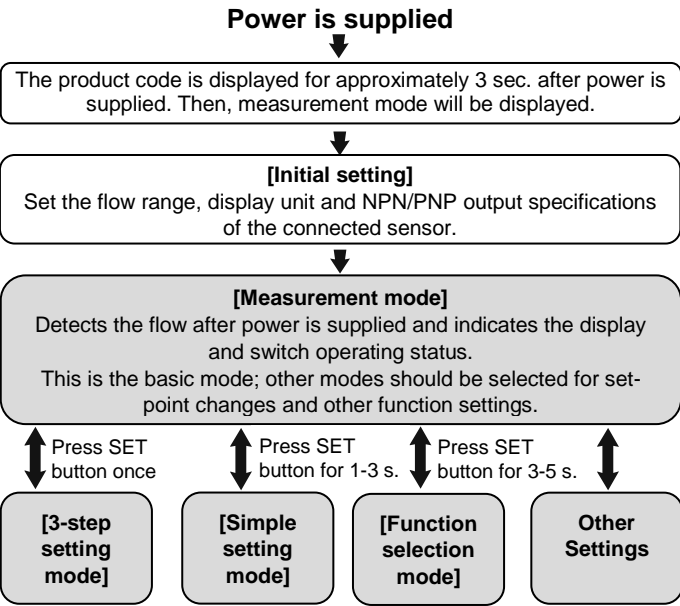 Power is supplied
The product code is displayed for approximately 3 sec. after power is
supplied. Then, measurement mode will be displayed.
[Initial setting]
Set the flow range, display unit and NPN/PNP output specifications
of the connected sensor.
[Measurement mode]
Detects the flow after power is supplied and indicates the display
and switch operating status.
This is the basic mode; other modes should be selected for set-
point changes and other function settings.
Press SET
button once
Press SET
button for 1-3 s.
Press SET
button for 3-5 s.
[3-step
setting
mode]
[Simple
setting
mode]
[Function
selection
mode]
Other
Settings